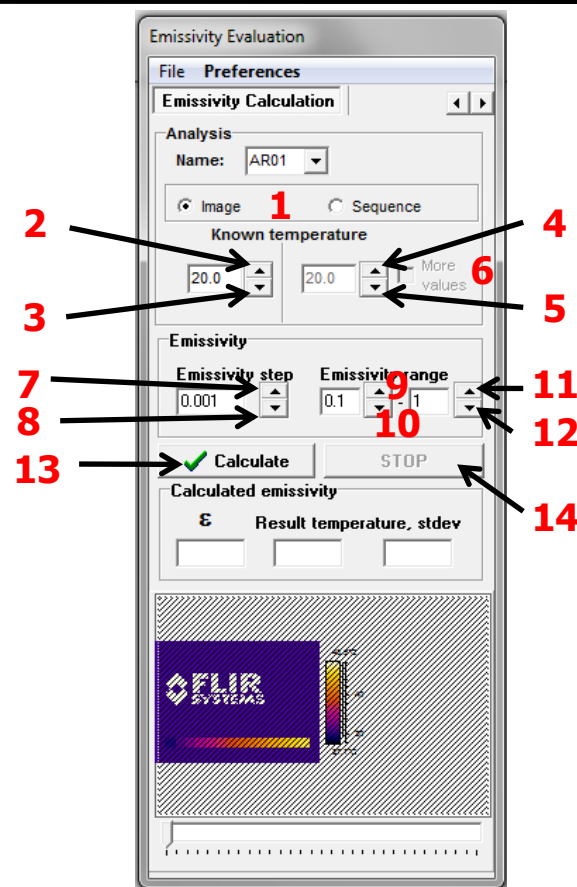 Emissivity Evaluation
File Preferences
Emissivity Calculation
Analysis
Name: AR01
Image 1 Sequence
2 Known temperature 4
20.0 20.0 More values 6
3 5
Emissivity
Emissivity step Emissivity range
7 0.001 0.1 9 - 1 11
8 10 12
13 Calculate STOP
Calculated emissivity 14
ε Result temperature, stdev
FLIR
SYSTEMS